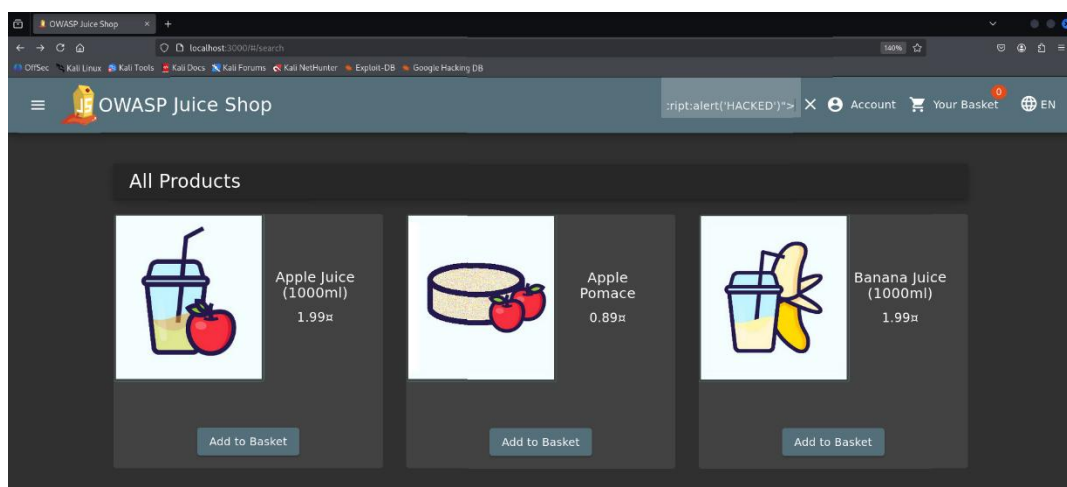 OWASP Juice Shop × +
localhost:3000/#/search 140%
OffSec Kali Linux Kali Tools Kali Docs Kali Forums Kali NetHunter Exploit-DB Google Hacking DB
JS OWASP Juice Shop :ript:alert('HACKED')"> X Account Your Basket 0 EN
All Products
Apple Juice
(1000ml)
1.99¤
Add to Basket
Apple
Pomace
0.89¤
Add to Basket
Banana Juice
(1000ml)
1.99¤
Add to Basket